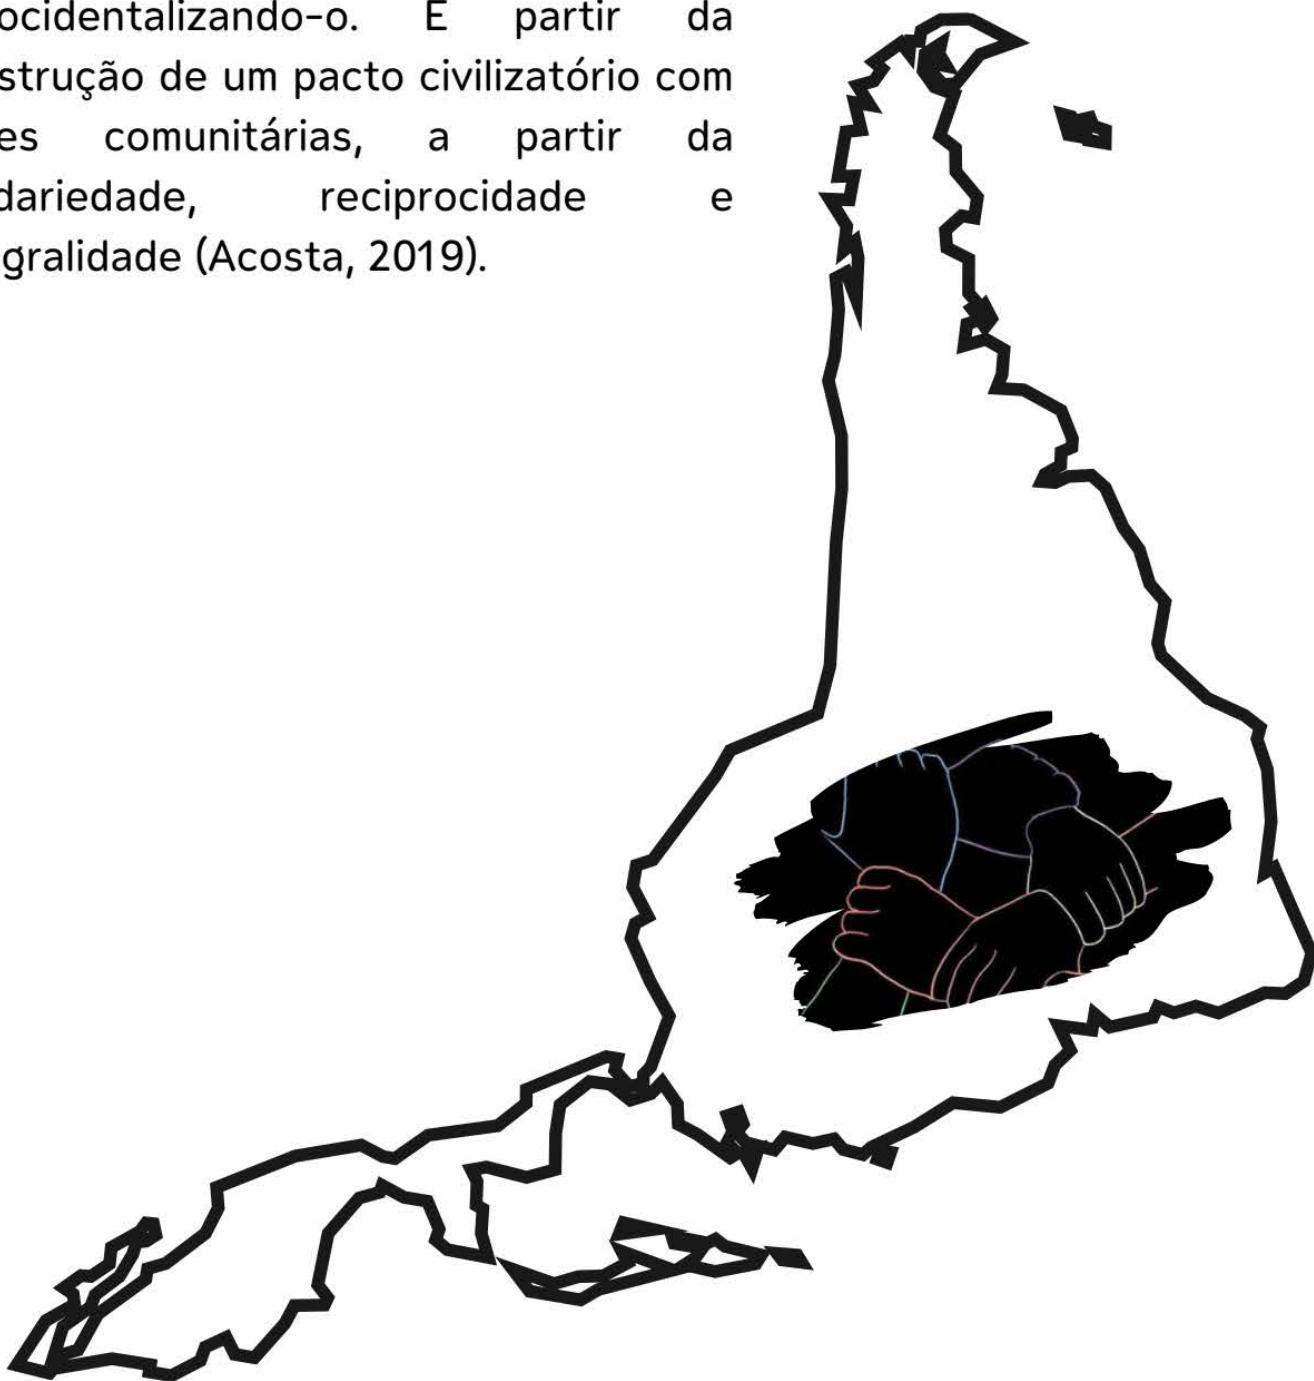 ocidentalizando-o. E partir da
strução de um pacto civilizatório com
es comunitárias, a partir da
dariedade, reciprocidade e
gralidade (Acosta, 2019).